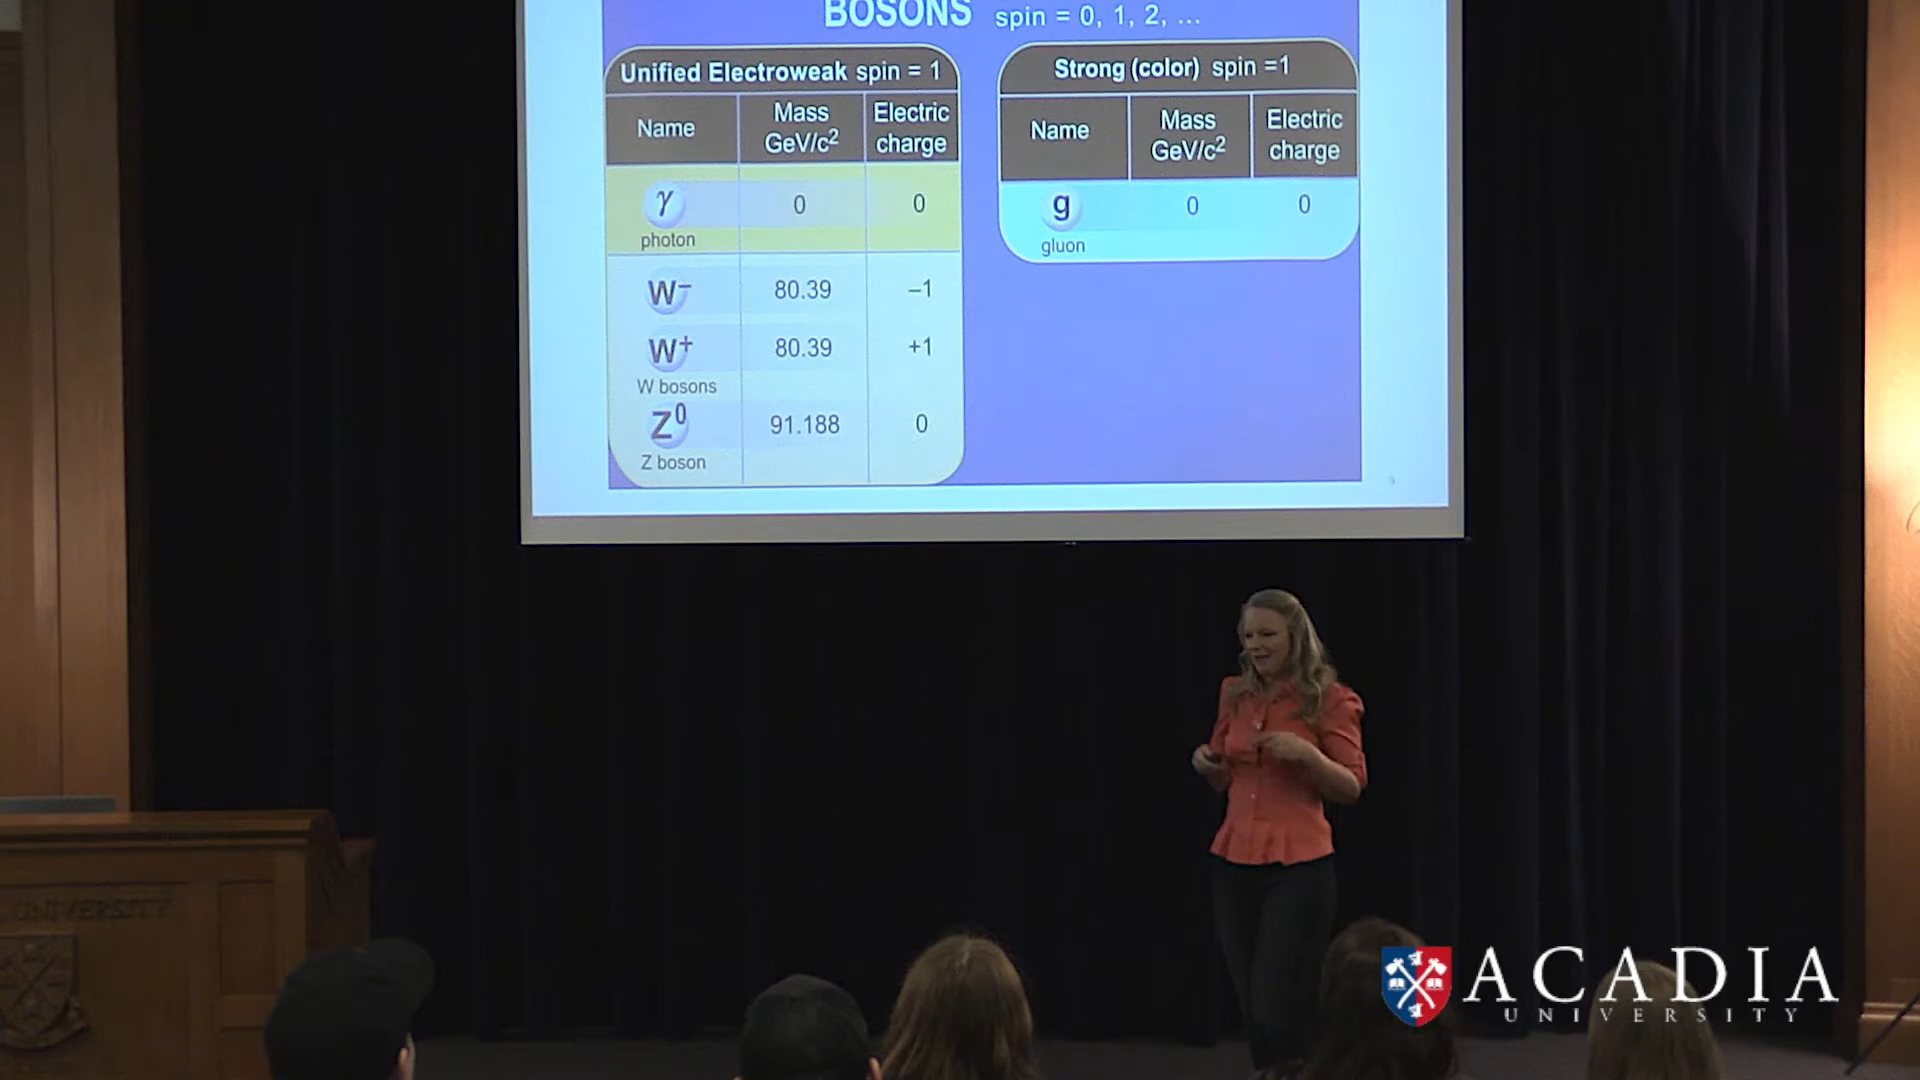 BOSONS spin = 0, 1, 2, ...
Unified Electroweak spin = 1
Name
Mass GeV/c²
Electric charge
γ
photon
0
0
W⁻
80.39
–1
W⁺
80.39
+1
W bosons
Z⁰
91.188
0
Z boson
Strong (color) spin =1
Name
Mass GeV/c²
Electric charge
g
gluon
0
0
9
UNIVERSITY
ACADIA
UNIVERSITY